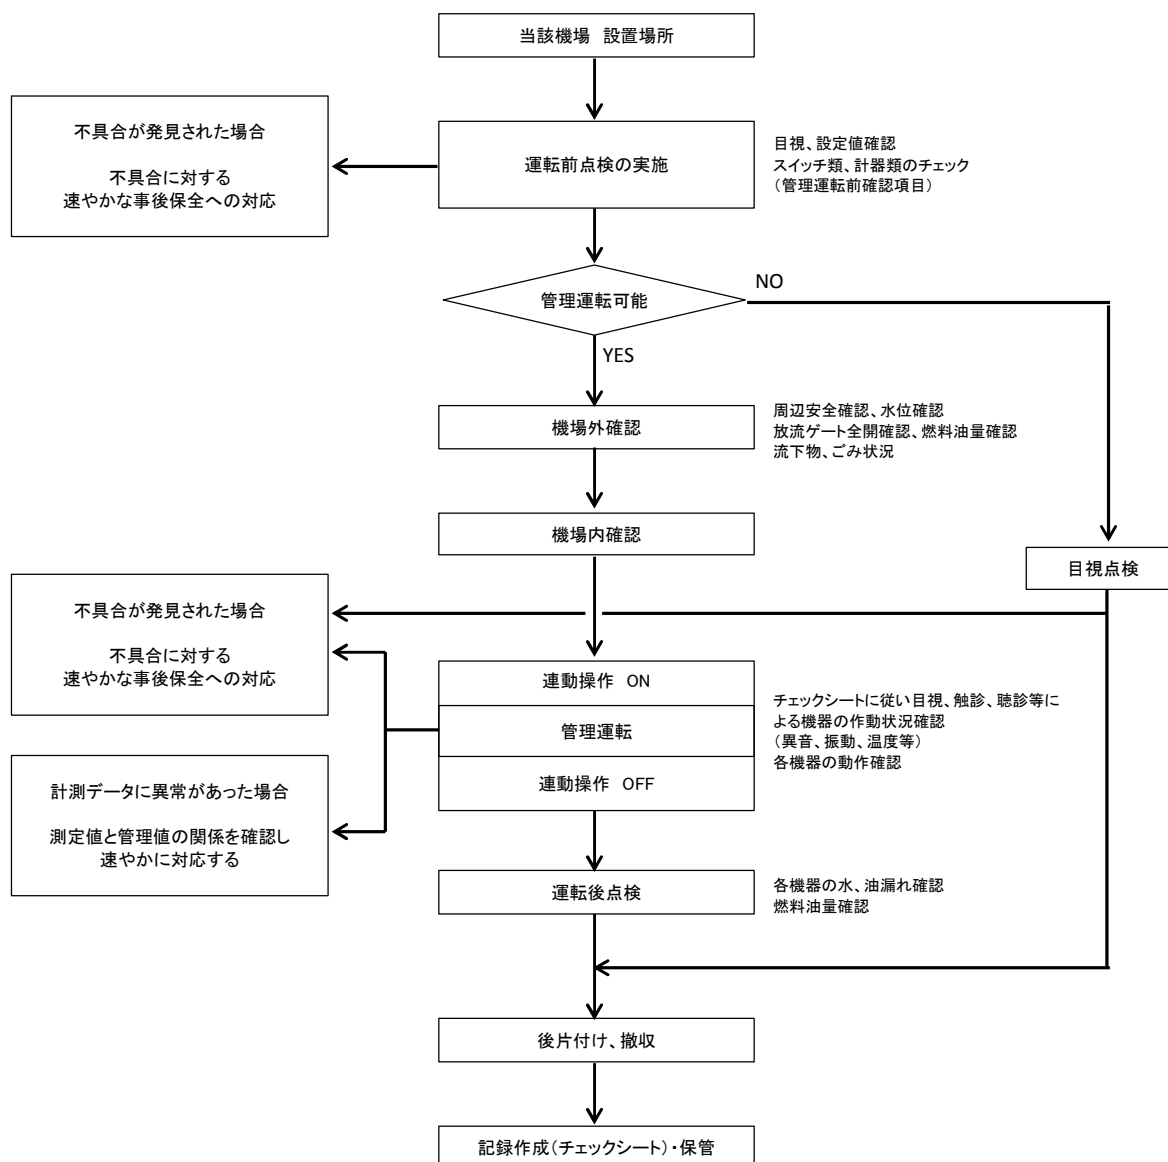 当該機場 設置場所
不具合が発見された場合
不具合に対する
速やかな事後保全への対応
運転前点検の実施
目視、設定値確認
スイッチ類、計器類のチェック
(管理運転前確認項目)
管理運転可能
NO
YES
機場外確認
周辺安全確認、水位確認
放流ゲート全開確認、燃料油量確認
流下物、ごみ状況
機場内確認
目視点検
不具合が発見された場合
不具合に対する
速やかな事後保全への対応
連動操作 ON
管理運転
連動操作 OFF
チェックシートに従い目視、触診、聴診等に
よる機器の作動状況確認
(異音、振動、温度等)
各機器の動作確認
計測データに異常があった場合
測定値と管理値の関係を確認し
速やかに対応する
運転後点検
各機器の水、油漏れ確認
燃料油量確認
後片付け、撤収
記録作成(チェックシート)・保管